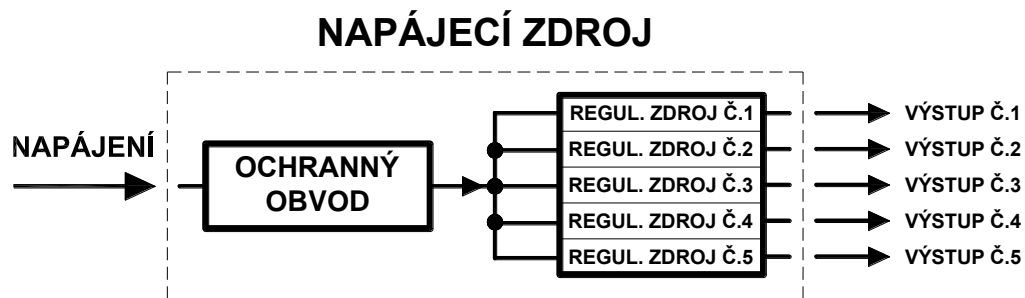 NAPÁJECÍ ZDROJ
NAPÁJENÍ
OCHRANNÝ
OBVOD
REGUL. ZDROJ Č.1
REGUL. ZDROJ Č.2
REGUL. ZDROJ Č.3
REGUL. ZDROJ Č.4
REGUL. ZDROJ Č.5
VÝSTUP Č.1
VÝSTUP Č.2
VÝSTUP Č.3
VÝSTUP Č.4
VÝSTUP Č.5